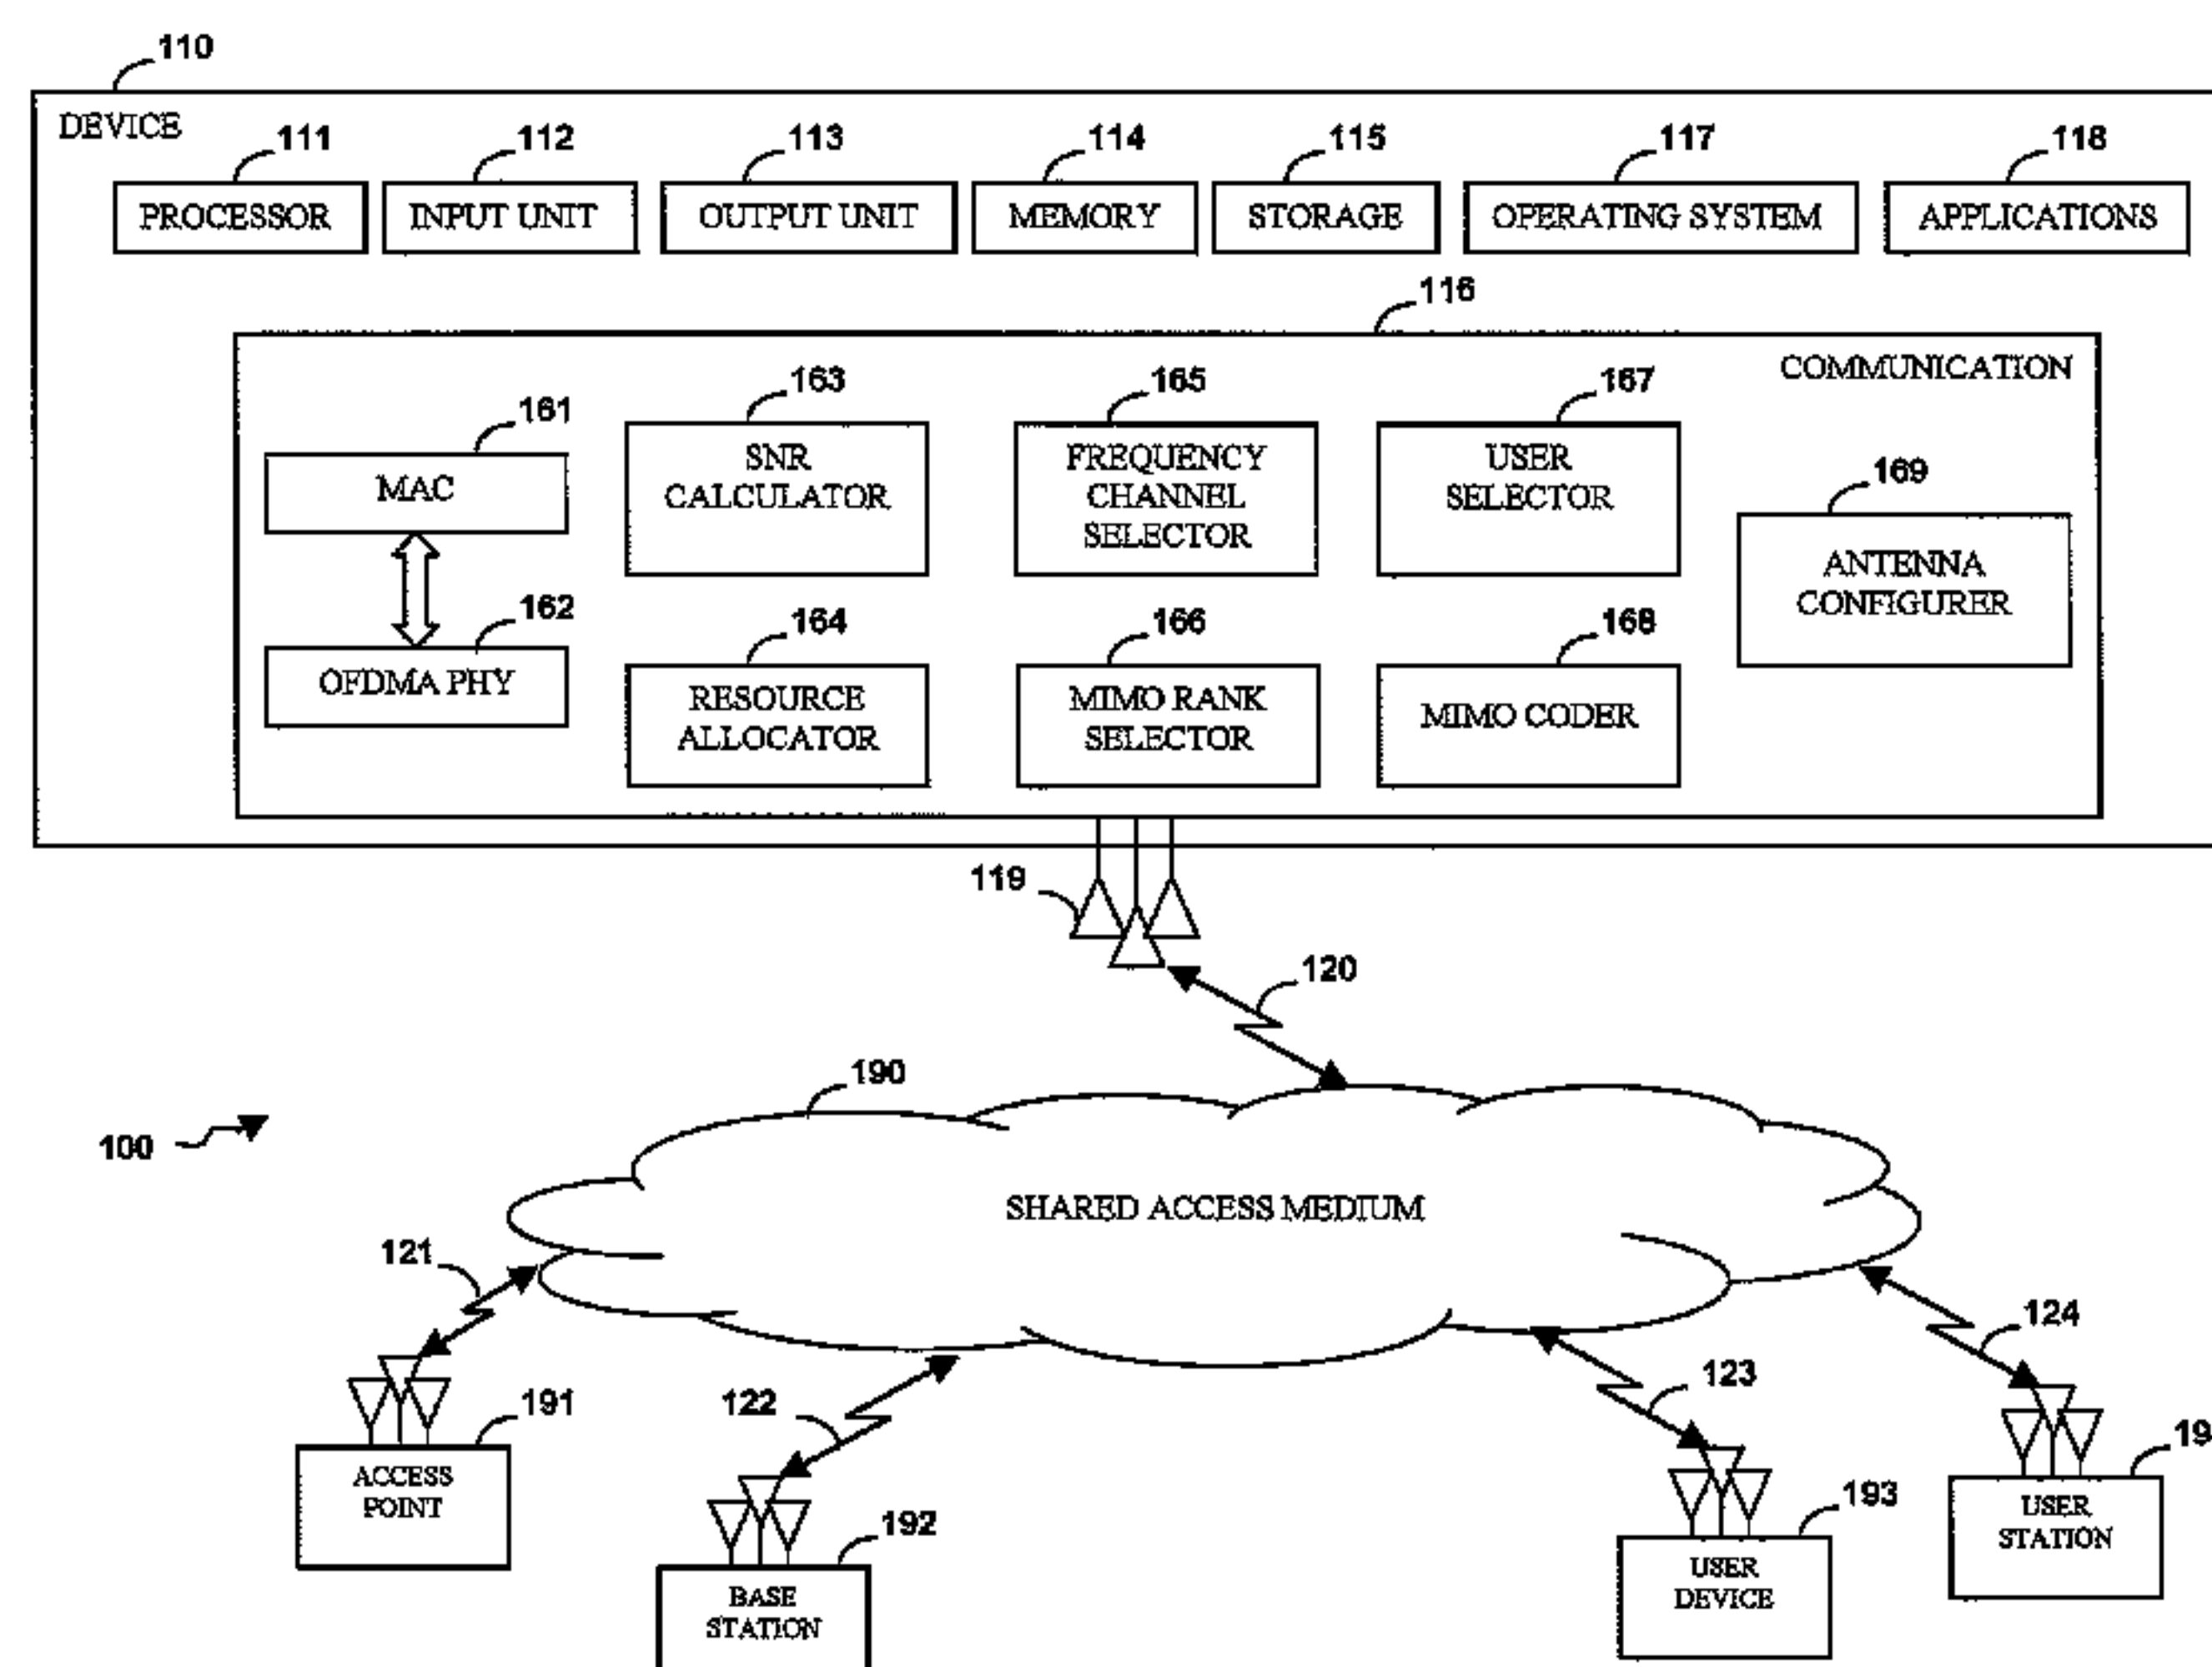 110
DEVICE
111
112
113
114
115
117
118
PROCESSOR
INPUT UNIT
OUTPUT UNIT
MEMORY
STORAGE
OPERATING SYSTEM
APPLICATIONS
116
COMMUNICATION
161
MAC
162
OFDMA PHY
163
SNR
CALCULATOR
164
RESOURCE
ALLOCATOR
165
FREQUENCY
CHANNEL
SELECTOR
166
MIMO RANK
SELECTOR
167
USER
SELECTOR
168
MIMO CODER
169
ANTENNA
CONFIGURER
119
120
190
100
SHARED ACCESS MEDIUM
121
122
123
124
191
ACCESS
POINT
192
BASE
STATION
193
USER
DEVICE
USER
STATION